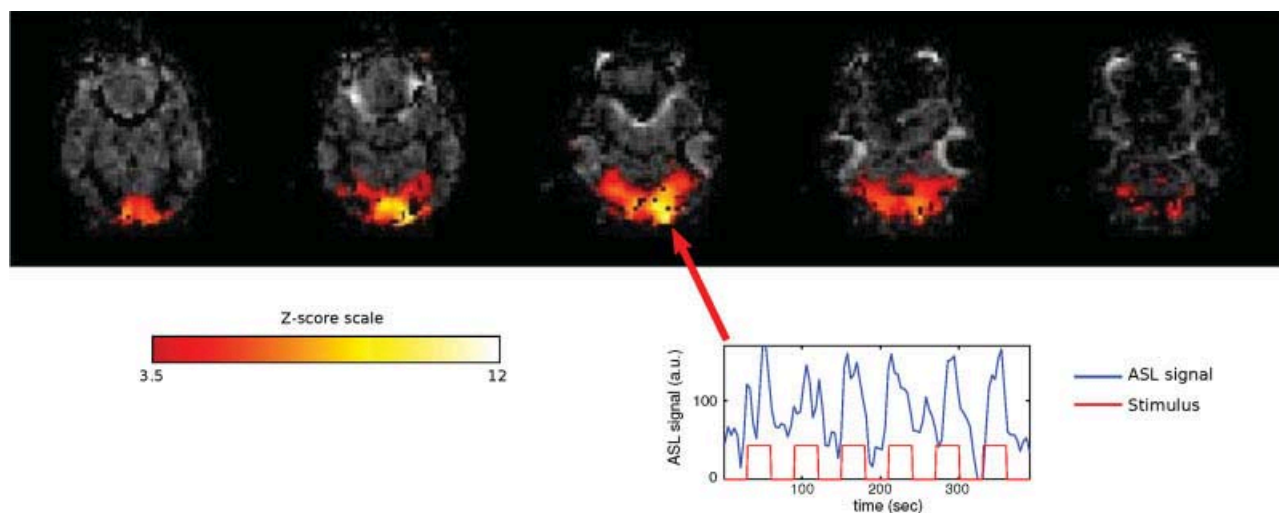 Z-score scale
3.5 12
ASL signal (a.u.)
100
0
100 200 300
time (sec)
ASL signal
Stimulus